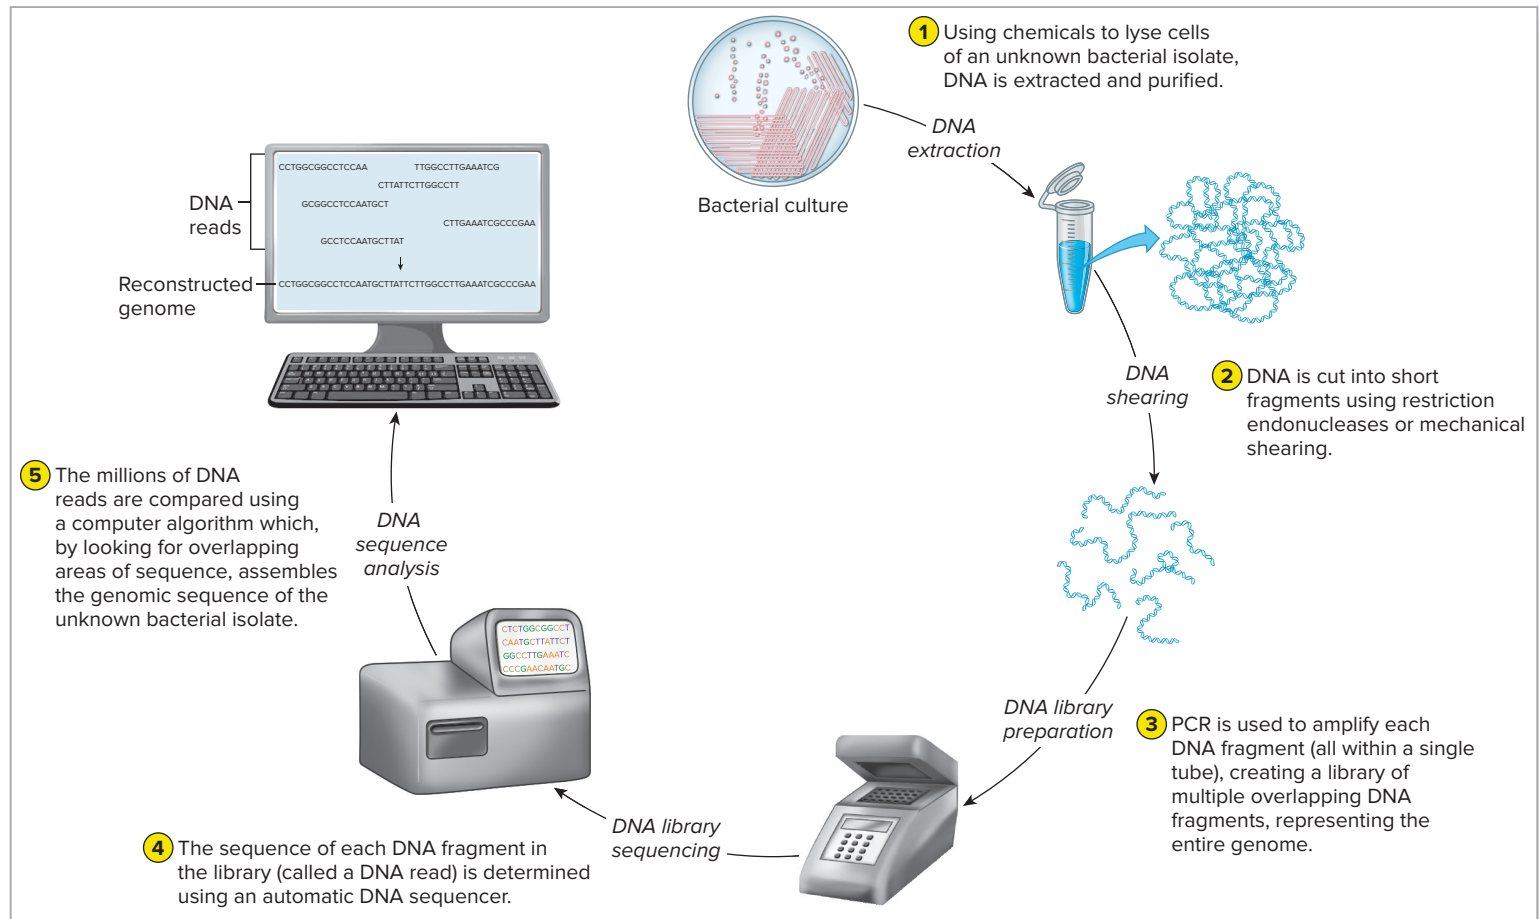 1 Using chemicals to lyse cells
of an unknown bacterial isolate,
DNA is extracted and purified.
DNA
extraction
Bacterial culture
DNA
shearing
2 DNA is cut into short
fragments using restriction
endonucleases or mechanical
shearing.
DNA library
preparation
3 PCR is used to amplify each
DNA fragment (all within a single
tube), creating a library of
multiple overlapping DNA
fragments, representing the
entire genome.
DNA library
sequencing
4 The sequence of each DNA fragment in
the library (called a DNA read) is determined
using an automatic DNA sequencer.
CTCTGGCGGCCT
CAATGCTTATTCT
GGCCTTGAAATC
CCCGAACAATGC
DNA
sequence
analysis
5 The millions of DNA
reads are compared using
a computer algorithm which,
by looking for overlapping
areas of sequence, assembles
the genomic sequence of the
unknown bacterial isolate.
DNA
reads
CCTGGCGGCCTCCAA TTGGCCTTGAAATCG
CTTATTCTTGGCCTT
GCGGCCTCCAATGCT
CTTGAAATCGCCCGAA
GCCTCCAATGCTTAT
Reconstructed
genome
CCTGGCGGCCTCCAATGCTTATTCTTGGCCTTGAAATCGCCCGAA